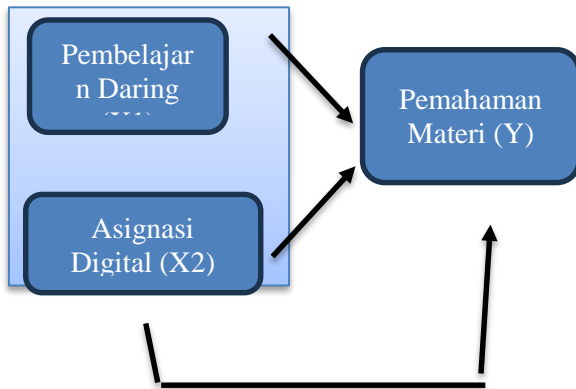 Pembelajar
n Daring
Asignasi
Digital (X2)
Pemahaman
Materi (Y)